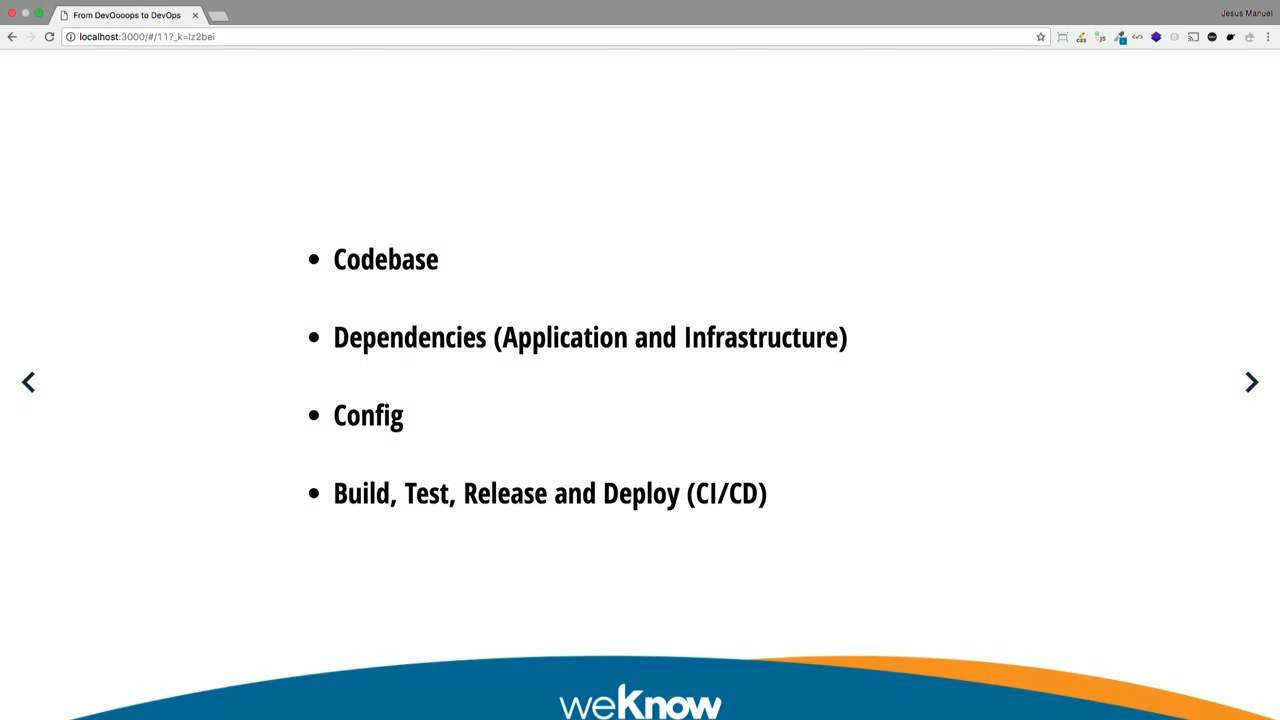 From DevOooops to DevOps
Jesus Manuel
localhost:3000/#/11?_k=lz2bei
• Codebase
• Dependencies (Application and Infrastructure)
• Config
• Build, Test, Release and Deploy (CI/CD)
weKnow